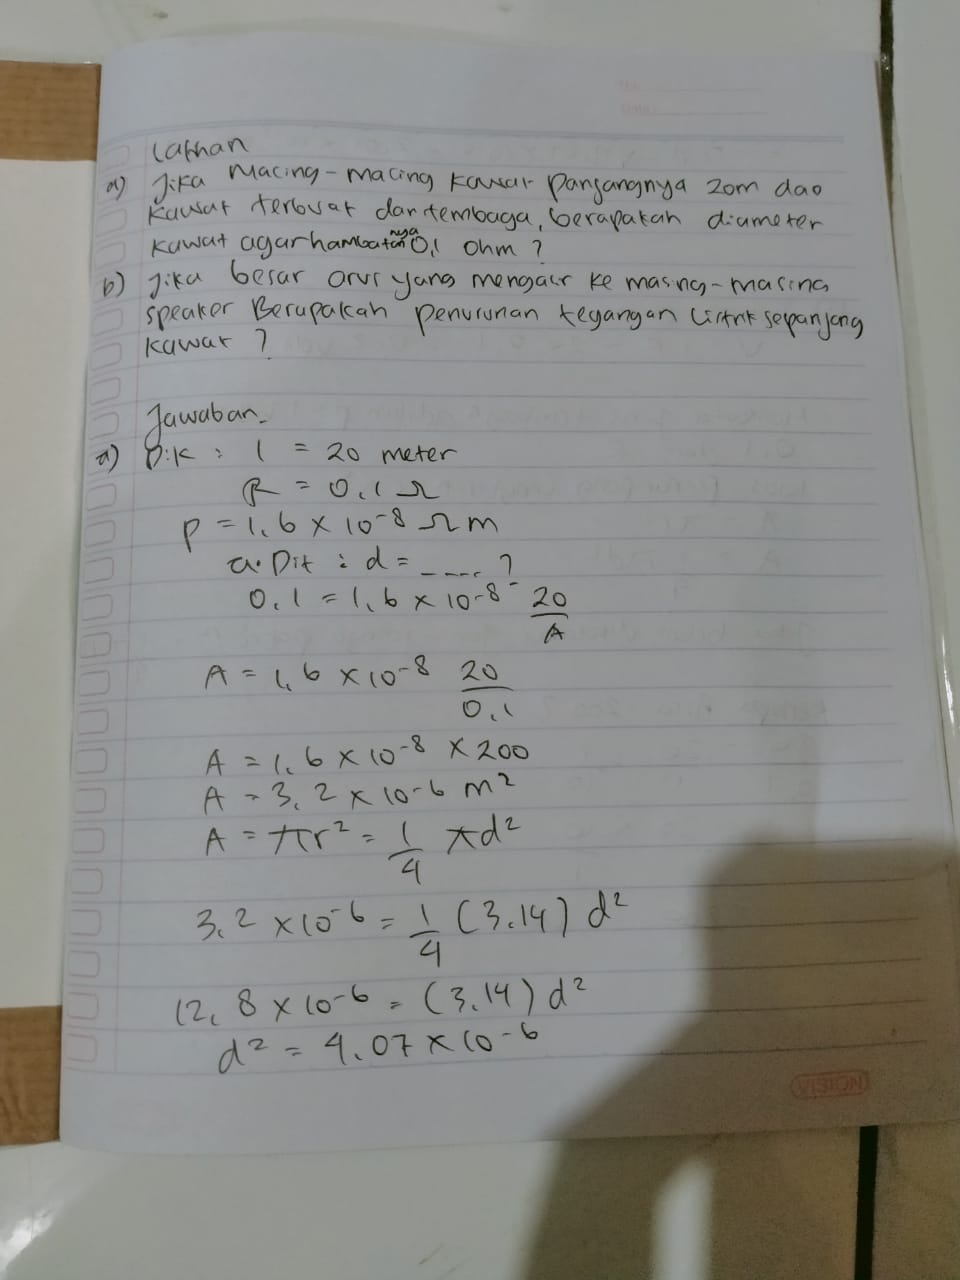 Latihan
a) Jika Macing-macing kawat panjangnya 20m dao
kawat terbuat dari tembaga, berapakah diameter
kawat agar hambatannya 0,1 Ohm ?
b) Jika besar arus yang mengalir ke masing-masing
speaker Berapakah penurunan tegangan listrik sepanjang
kawat ?
Jawaban.
a) Dik : l = 20 meter
R = 0,1 Ω
ρ = 1,6 × 10-8 Ωm
a. Dit : d = ---- ?
0,1 = 1,6 × 10-8 20/A
A = 1,6 × 10-8 20/0,1
A = 1,6 × 10-8 × 200
A = 3,2 × 10-6 m²
A = πr² = 1/4 πd²
3,2 × 10-6 = 1/4 (3.14) d²
12,8 × 10-6 = (3.14) d²
d² = 4.07 × 10-6
VISION